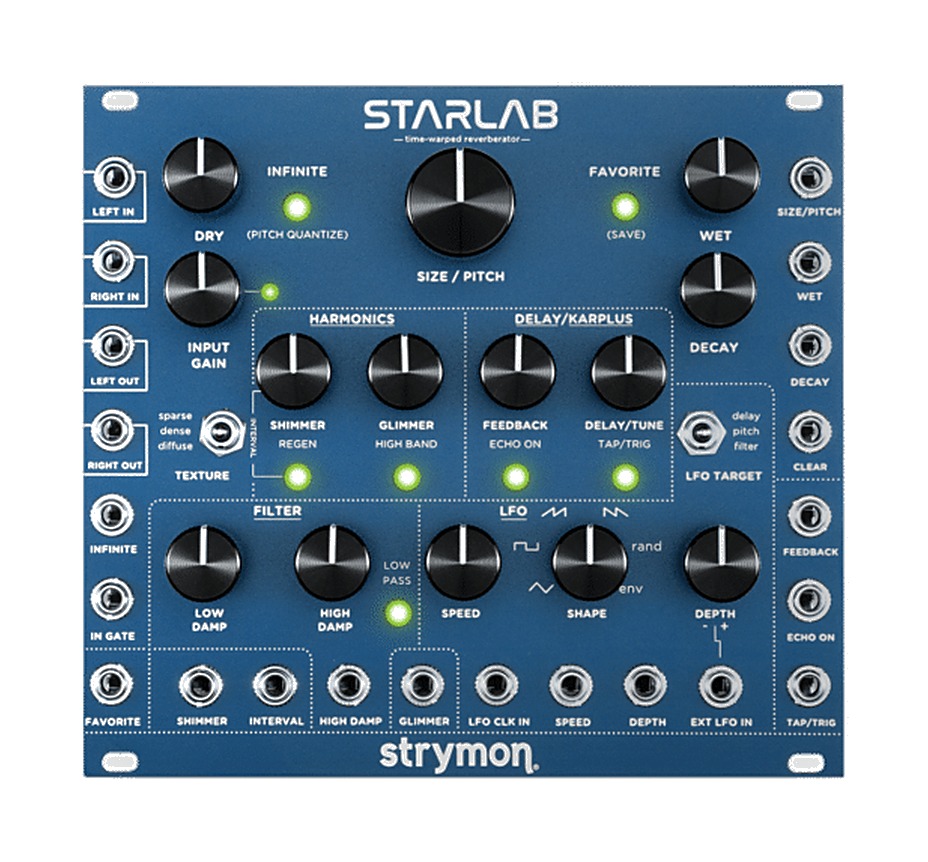 STARLAB
time-warped reverberator
INFINITE
FAVORITE
LEFT IN
SIZE/PITCH
DRY
(PITCH QUANTIZE)
(SAVE)
WET
SIZE / PITCH
RIGHT IN
WET
HARMONICS
DELAY/KARPLUS
INPUT
GAIN
DECAY
LEFT OUT
DECAY
sparse
dense
diffuse
INTERVAL
SHIMMER
GLIMMER
FEEDBACK
DELAY/TUNE
delay
pitch
filter
REGEN
HIGH BAND
ECHO ON
TAP/TRIG
RIGHT OUT
CLEAR
TEXTURE
LFO TARGET
FILTER
LFO
INFINITE
rand
FEEDBACK
LOW
PASS
env
LOW
DAMP
HIGH
DAMP
SPEED
SHAPE
DEPTH
- +
IN GATE
ECHO ON
FAVORITE
SHIMMER
INTERVAL
HIGH DAMP
GLIMMER
LFO CLK IN
SPEED
DEPTH
EXT LFO IN
TAP/TRIG
strymon®